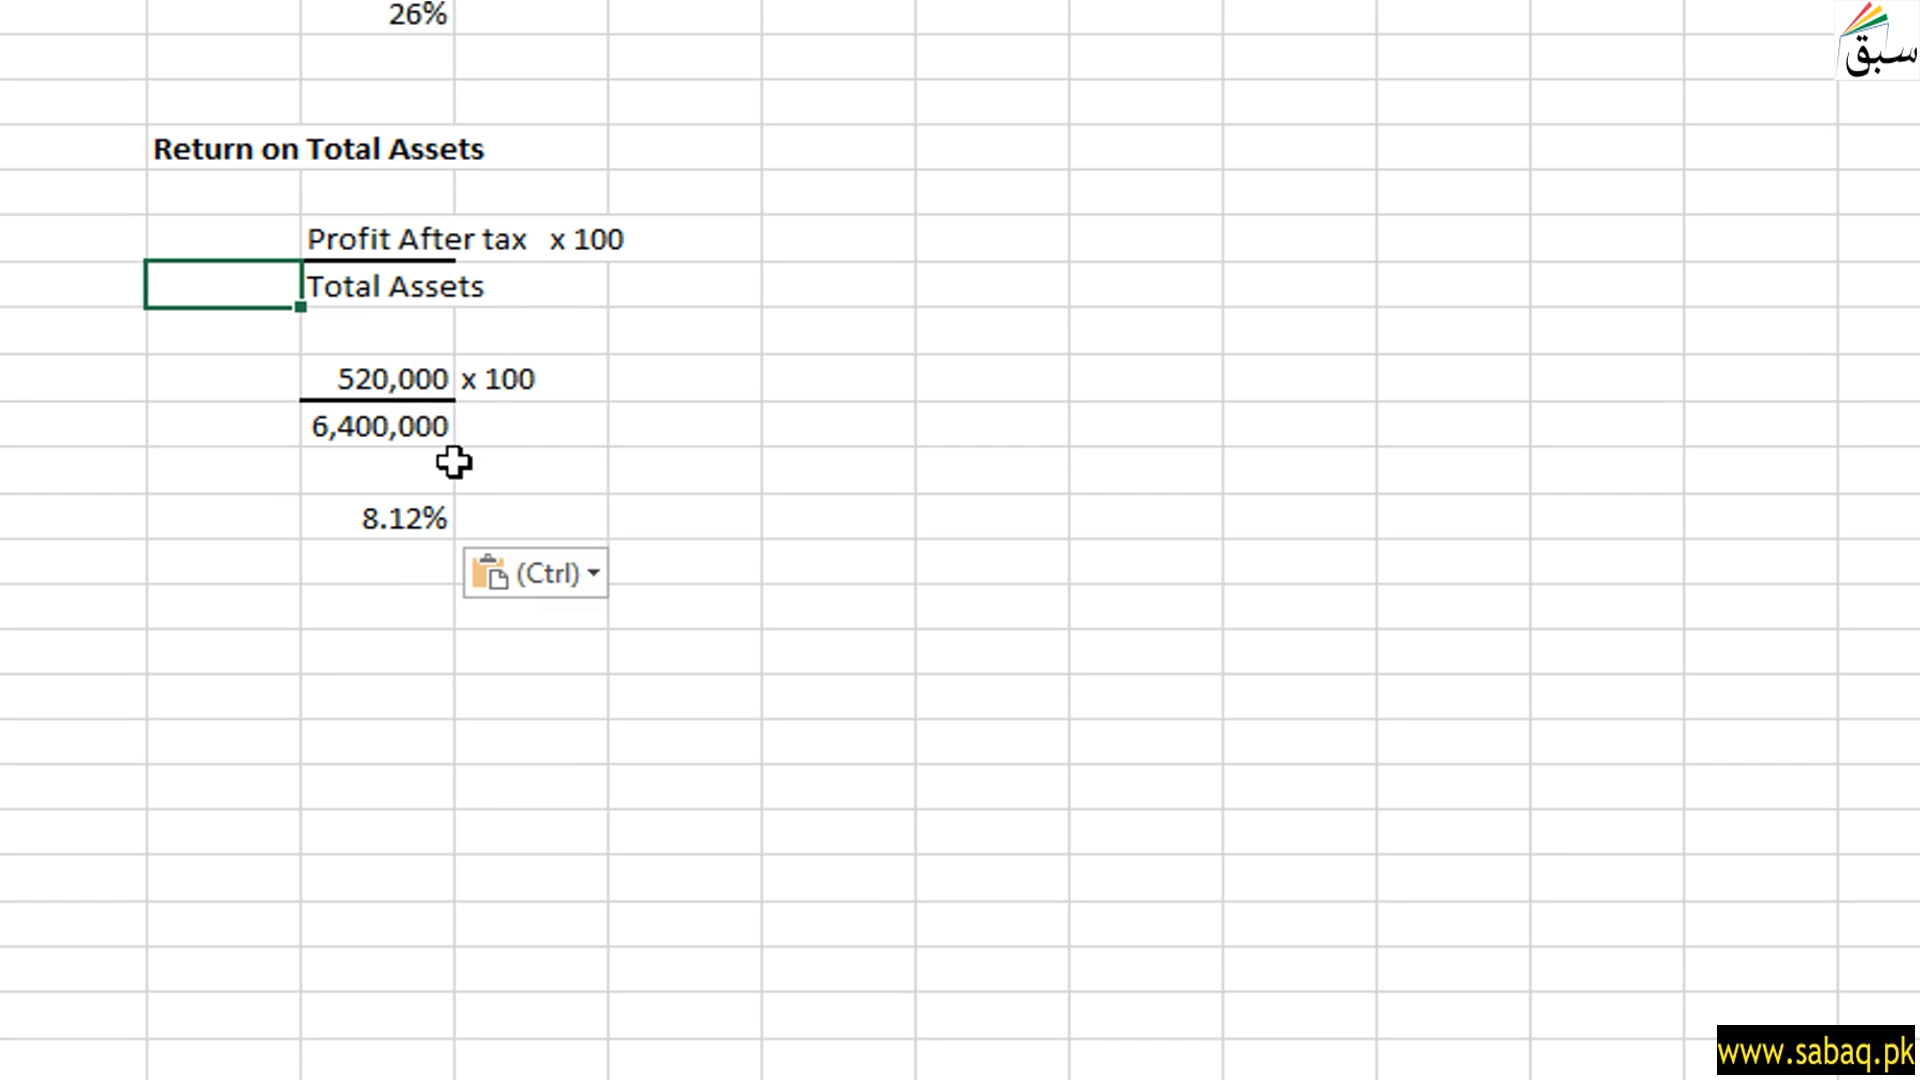 سبق
26%
Return on Total Assets
Profit After tax x 100
Total Assets
520,000 x 100
6,400,000
8.12%
(Ctrl)
www.sabaq.pk